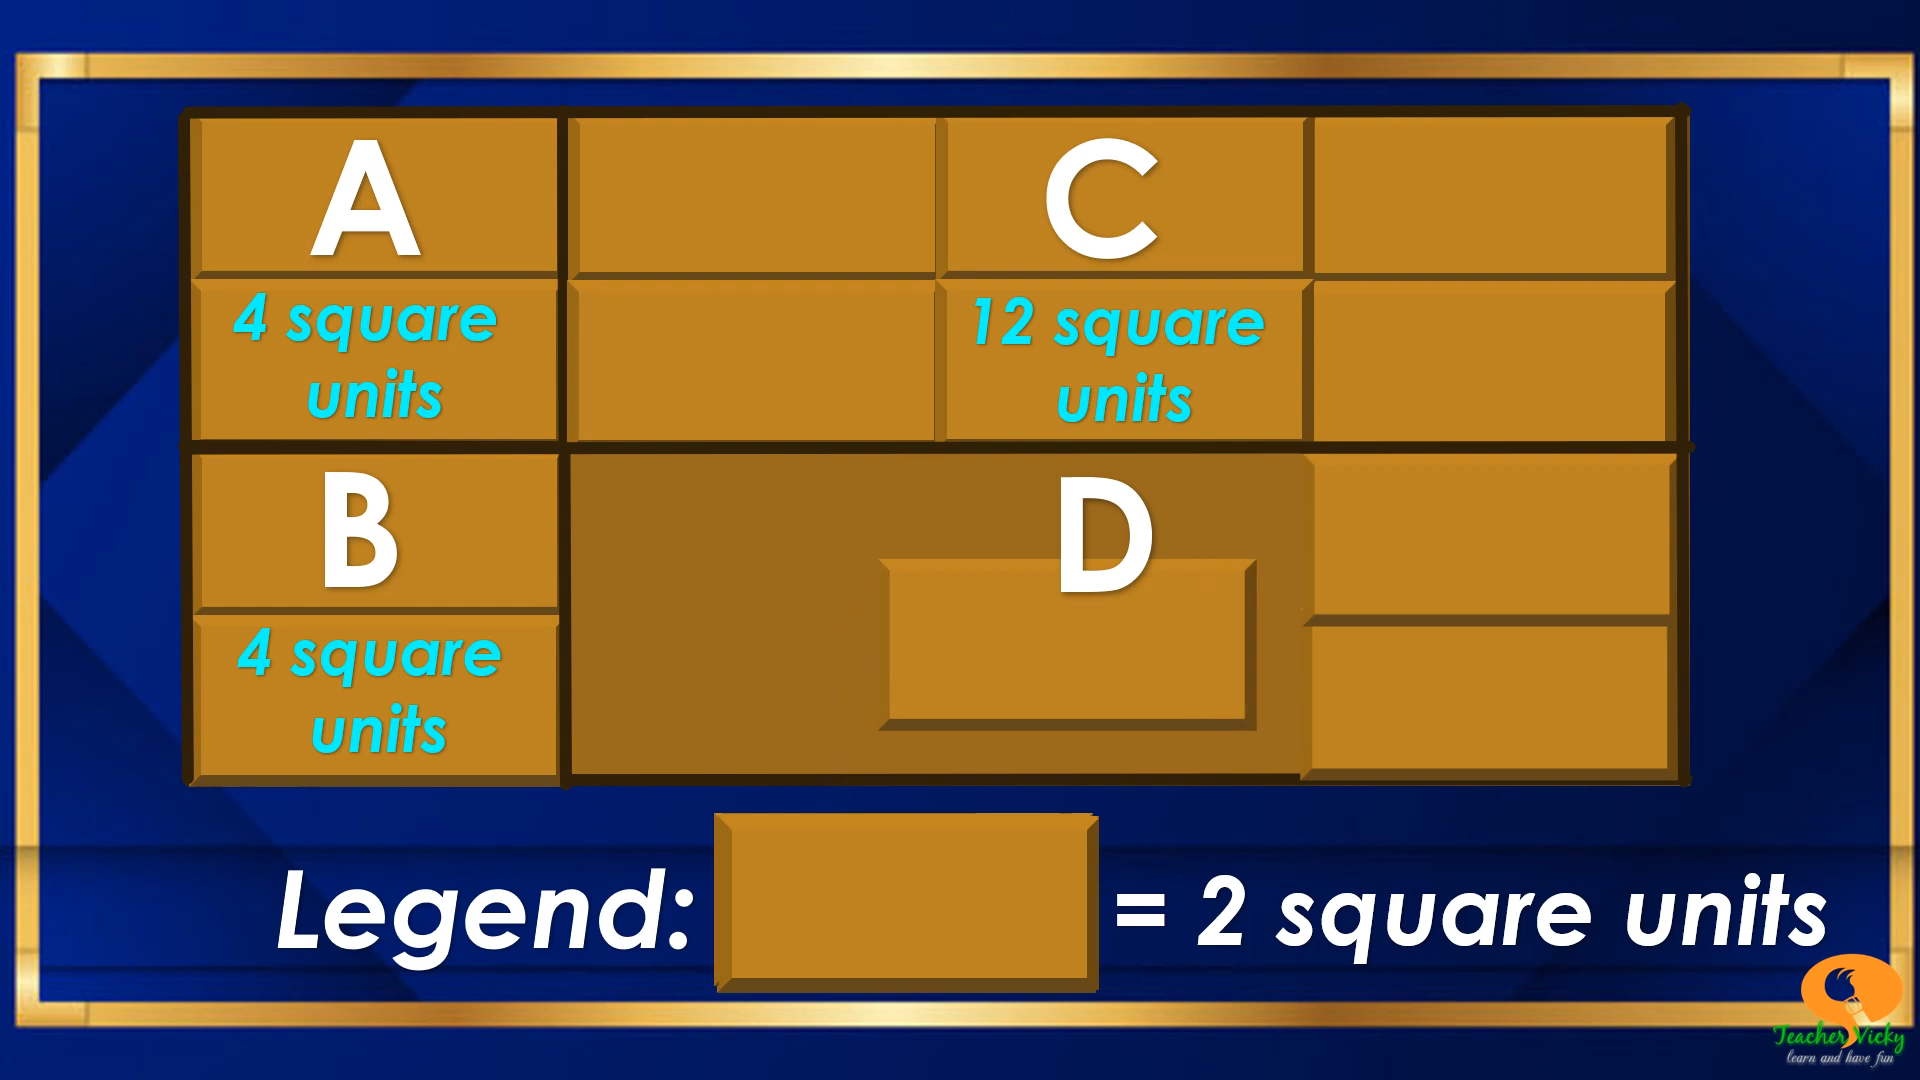 A
C
4 square
units
12 square
units
B
D
4 square
units
Legend: = 2 square units
Teacher Vicky
learn and have fun